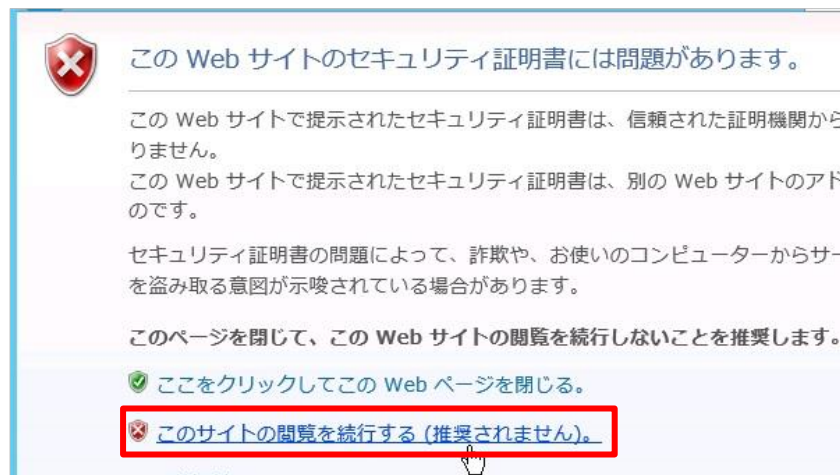 この Web サイトのセキュリティ証明書には問題があります。
この Web サイトで提示されたセキュリティ証明書は、信頼された証明機関から
りません。
この Web サイトで提示されたセキュリティ証明書は、別の Web サイトのアド
のです。
セキュリティ証明書の問題によって、詐欺や、お使いのコンピューターからサー
を盗み取る意図が示唆されている場合があります。
このページを閉じて、この Web サイトの閲覧を続行しないことを推奨します。
ここをクリックしてこの Web ページを閉じる。
このサイトの閲覧を続行する (推奨されません)。